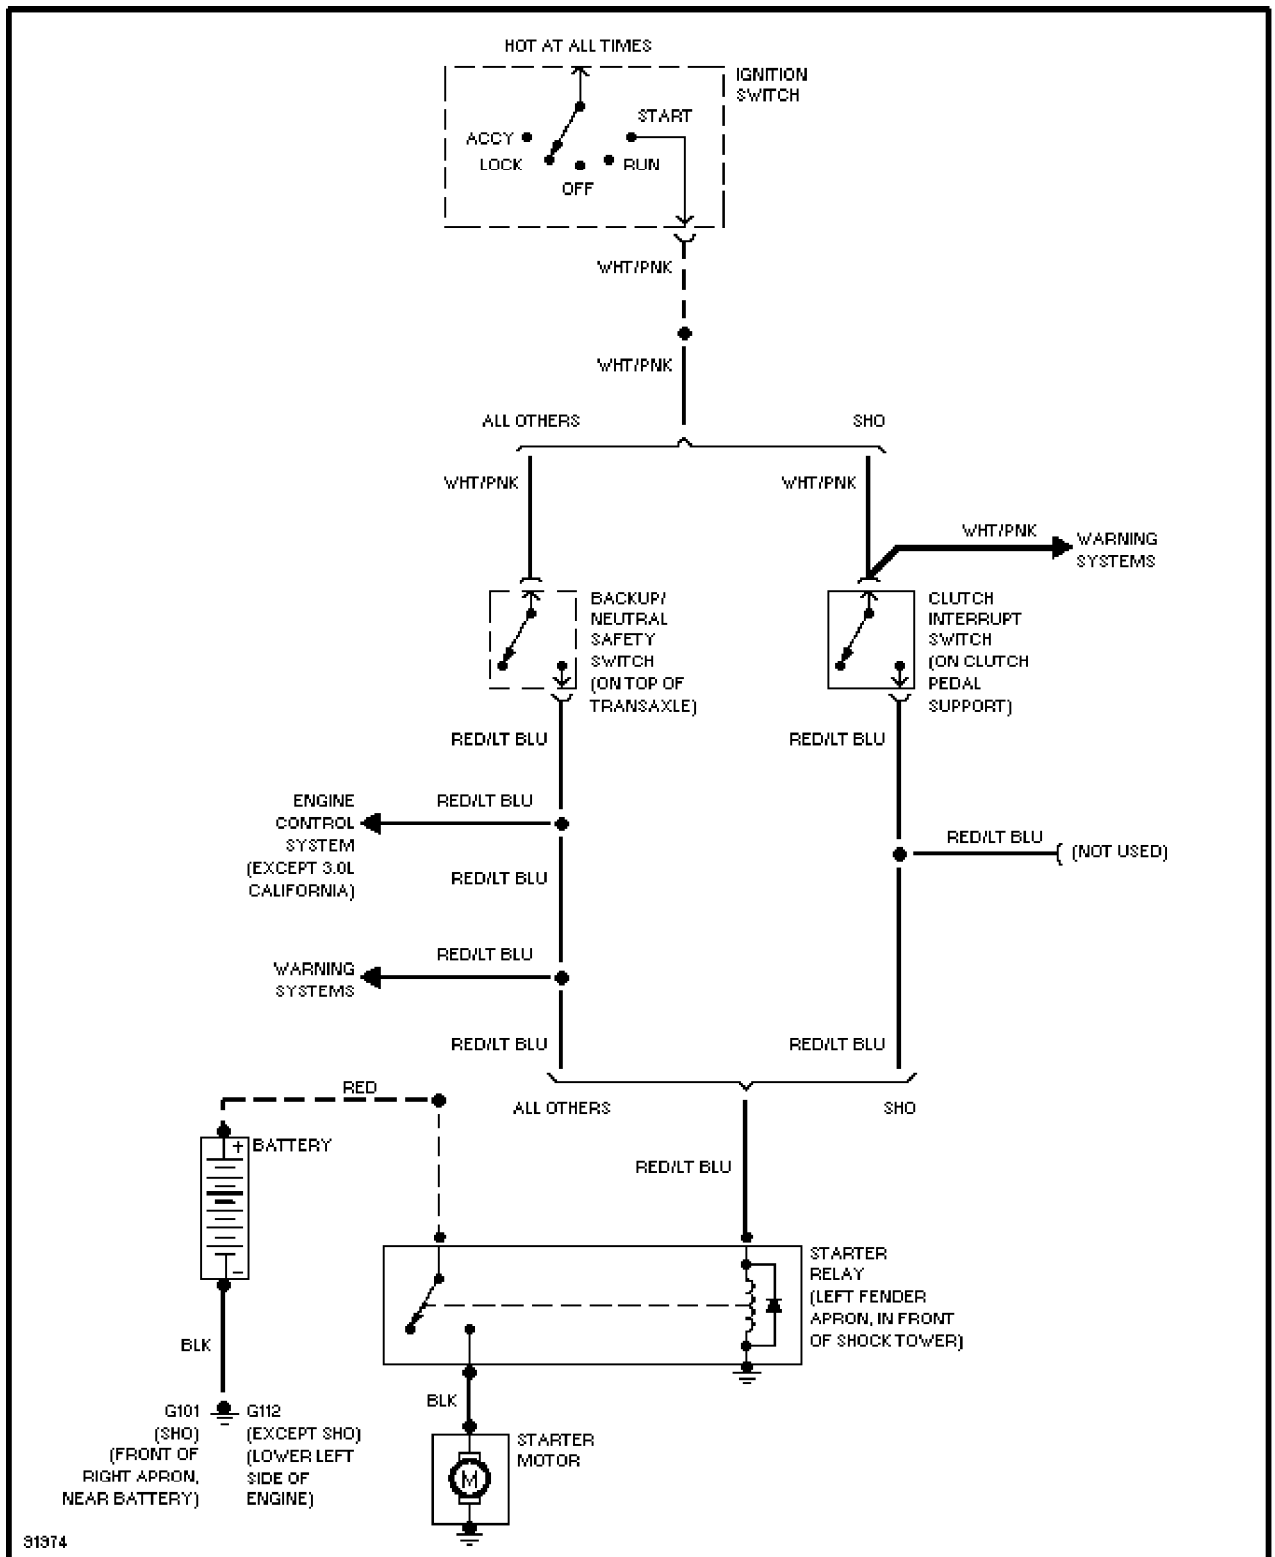 HOT AT ALL TIMES
IGNITION
SWITCH
START
ACCY
LOCK
RUN
OFF
WHT/PNK
WHT/PNK
ALL OTHERS
SHO
WHT/PNK
WHT/PNK
WHT/PNK
WARNING
SYSTEMS
BACKUP/
NEUTRAL
SAFETY
SWITCH
(ON TOP OF
TRANSAXLE)
CLUTCH
INTERRUPT
SWITCH
(ON CLUTCH
PEDAL
SUPPORT)
RED/LT BLU
RED/LT BLU
ENGINE
CONTROL
SYSTEM
(EXCEPT 3.0L
CALIFORNIA)
RED/LT BLU
RED/LT BLU
(NOT USED)
RED/LT BLU
RED/LT BLU
WARNING
SYSTEMS
RED/LT BLU
RED/LT BLU
RED
ALL OTHERS
SHO
+
BATTERY
-
RED/LT BLU
STARTER
RELAY
(LEFT FENDER
APRON, IN FRONT
OF SHOCK TOWER)
BLK
BLK
G101
(SHO)
(FRONT OF
RIGHT APRON,
NEAR BATTERY)
G112
(EXCEPT SHO)
(LOWER LEFT
SIDE OF
ENGINE)
STARTER
MOTOR
M
91974